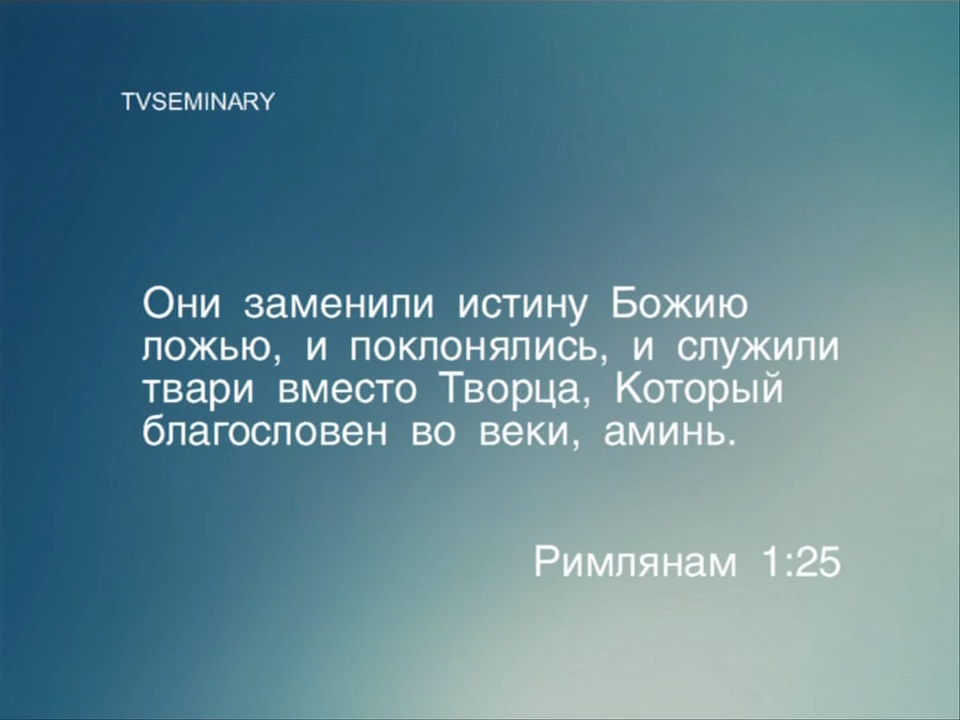 TVSEMINARY
Они заменили истину Божию
ложью, и поклонялись, и служили
твари вместо Творца, Который
благословен во веки, аминь.
Римлянам 1:25